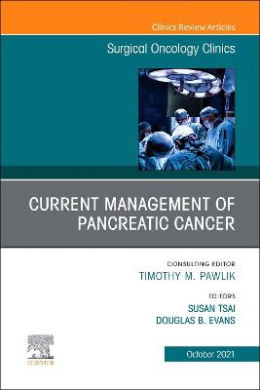 Clinics Review Articles
Surgical Oncology Clinics
CURRENT MANAGEMENT OF
PANCREATIC CANCER
CONSULTING EDITOR
TIMOTHY M. PAWLIK
EDITORS
SUSAN TSAI
DOUGLAS B. EVANS
ELSEVIER
October 2021